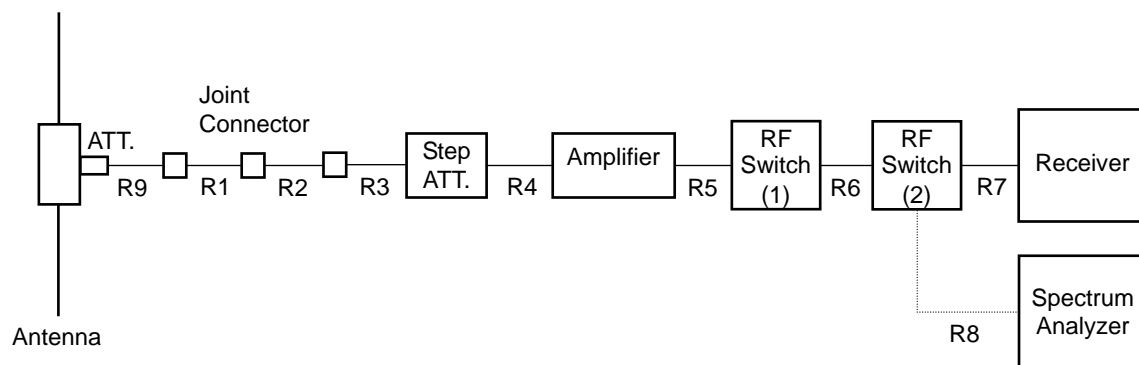 Joint
Connector
ATT.
R9
R1
R2
R3
Step
ATT.
R4
Amplifier
R5
RF
Switch
(1)
R6
RF
Switch
(2)
R7
Receiver
Spectrum
Analyzer
R8
Antenna